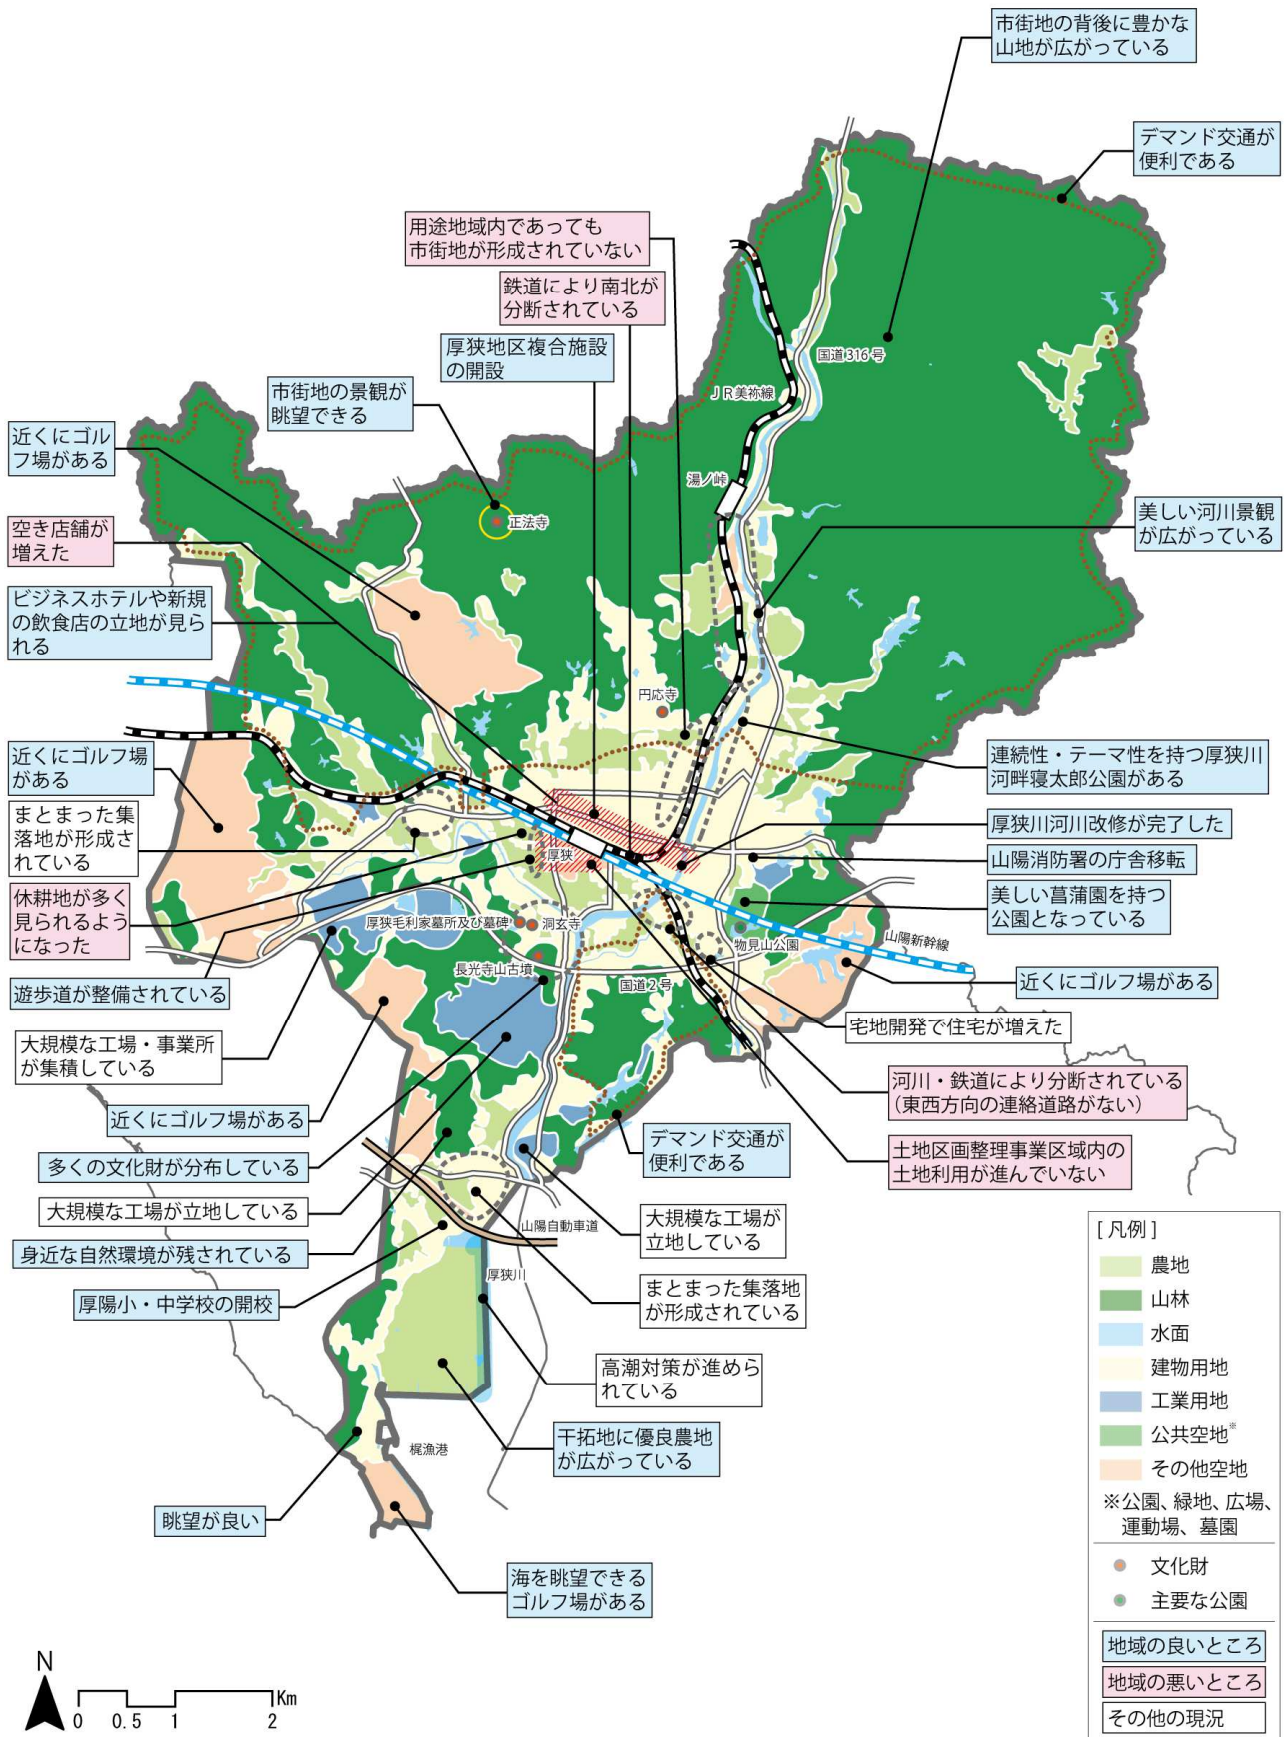 市街地の背後に豊かな
山地が広がっている
デマンド交通が
便利である
用途地域内であっても
市街地が形成されていない
鉄道により南北が
分断されている
厚狭地区複合施設
の開設
市街地の景観が
眺望できる
近くにゴル
フ場がある
空き店舗が
増えた
ビジネスホテルや新規
の飲食店の立地が見ら
れる
国道316号
JR美祢線
湯ノ峠
正法寺
美しい河川景観
が広がっている
円応寺
連続性・テーマ性を持つ厚狭川
河畔寝太郎公園がある
近くにゴルフ場
がある
まとまった集
落地が形成さ
れている
休耕地が多く
見られるよう
になった
遊歩道が整備されている
厚狭川河川改修が完了した
山陽消防署の庁舎移転
美しい菖蒲園を持つ
公園となっている
厚狭
厚狭毛利家墓所及び墓碑
洞玄寺
長光寺山古墳
物見山公園
山陽新幹線
国道2号
近くにゴルフ場がある
宅地開発で住宅が増えた
大規模な工場・事業所
が集積している
近くにゴルフ場がある
河川・鉄道により分断されている
(東西方向の連絡道路がない)
デマンド交通が
便利である
土地区画整理事業区域内の
土地利用が進んでいない
多くの文化財が分布している
大規模な工場が立地している
身近な自然環境が残されている
厚陽小・中学校の開校
山陽自動車道
大規模な工場が
立地している
厚狭川
まとまった集落地
が形成されている
高潮対策が進めら
れている
干拓地に優良農地
が広がっている
梶漁港
眺望が良い
海を眺望できる
ゴルフ場がある
[凡例]
農地
山林
水面
建物用地
工業用地
公共空地※
その他空地
※公園、緑地、広場、
運動場、墓園
文化財
主要な公園
地域の良いところ
地域の悪いところ
その他の現況
N
Km
0 0.5 1 2